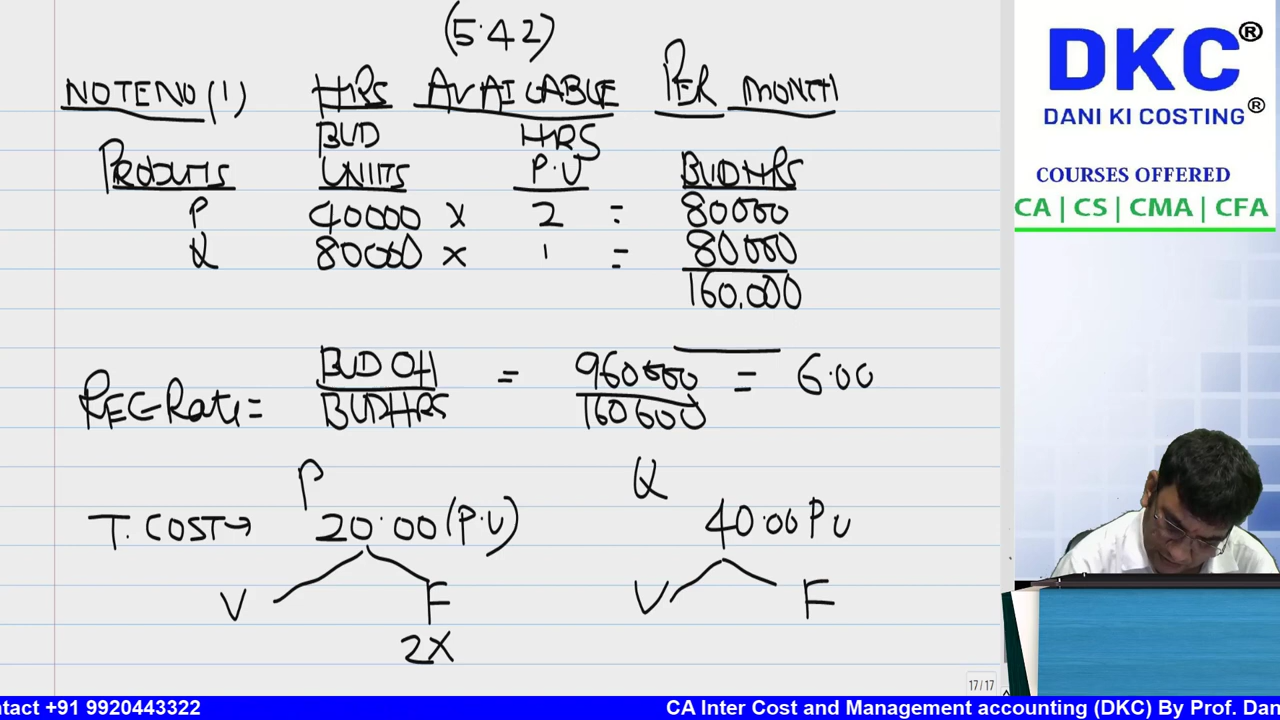 (5.42)
NOTE NO (1) HRS AVAILABLE PER MONTH
BUD HRS
PRODUCTS UNITS P.U BUD HRS
P 40000 x 2 = 80000
Q 80000 x 1 = 80000
160.000
REC-Rate = BUD OH / BUD HRS = 960000 / 160000 = 6.00
P Q
T. COST→ 20.00 (P.U) 40.00 P U
V F V F
2X
17/17
DKC®
DANI KI COSTING®
COURSES OFFERED
CA | CS | CMA | CFA
ntact +91 9920443322 CA Inter Cost and Management accounting (DKC) By Prof. Dan